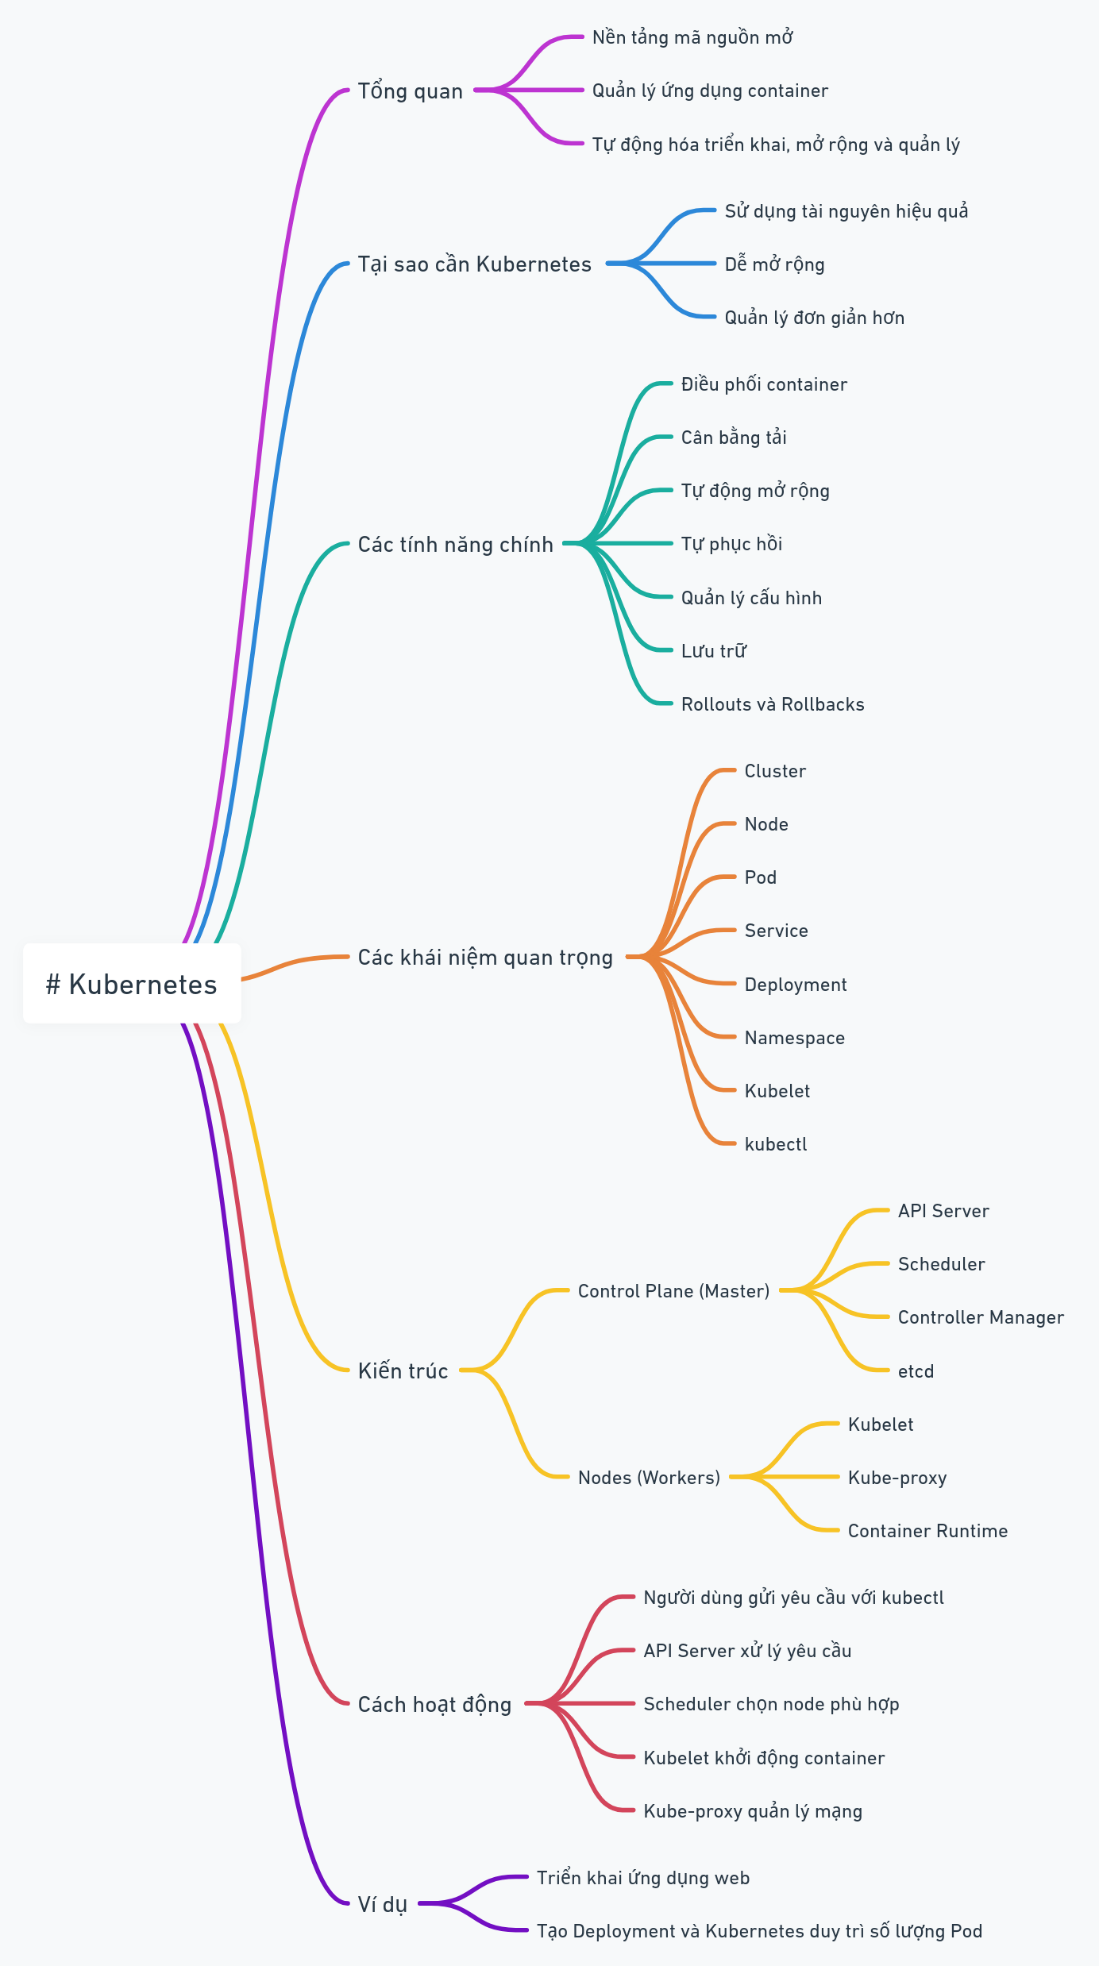 # Kubernetes
Tổng quan
Nền tảng mã nguồn mở
Quản lý ứng dụng container
Tự động hóa triển khai, mở rộng và quản lý
Tại sao cần Kubernetes
Sử dụng tài nguyên hiệu quả
Dễ mở rộng
Quản lý đơn giản hơn
Các tính năng chính
Điều phối container
Cân bằng tải
Tự động mở rộng
Tự phục hồi
Quản lý cấu hình
Lưu trữ
Rollouts và Rollbacks
Các khái niệm quan trọng
Cluster
Node
Pod
Service
Deployment
Namespace
Kubelet
kubectl
Kiến trúc
Control Plane (Master)
API Server
Scheduler
Controller Manager
etcd
Nodes (Workers)
Kubelet
Kube-proxy
Container Runtime
Cách hoạt động
Người dùng gửi yêu cầu với kubectl
API Server xử lý yêu cầu
Scheduler chọn node phù hợp
Kubelet khởi động container
Kube-proxy quản lý mạng
Ví dụ
Triển khai ứng dụng web
Tạo Deployment và Kubernetes duy trì số lượng Pod